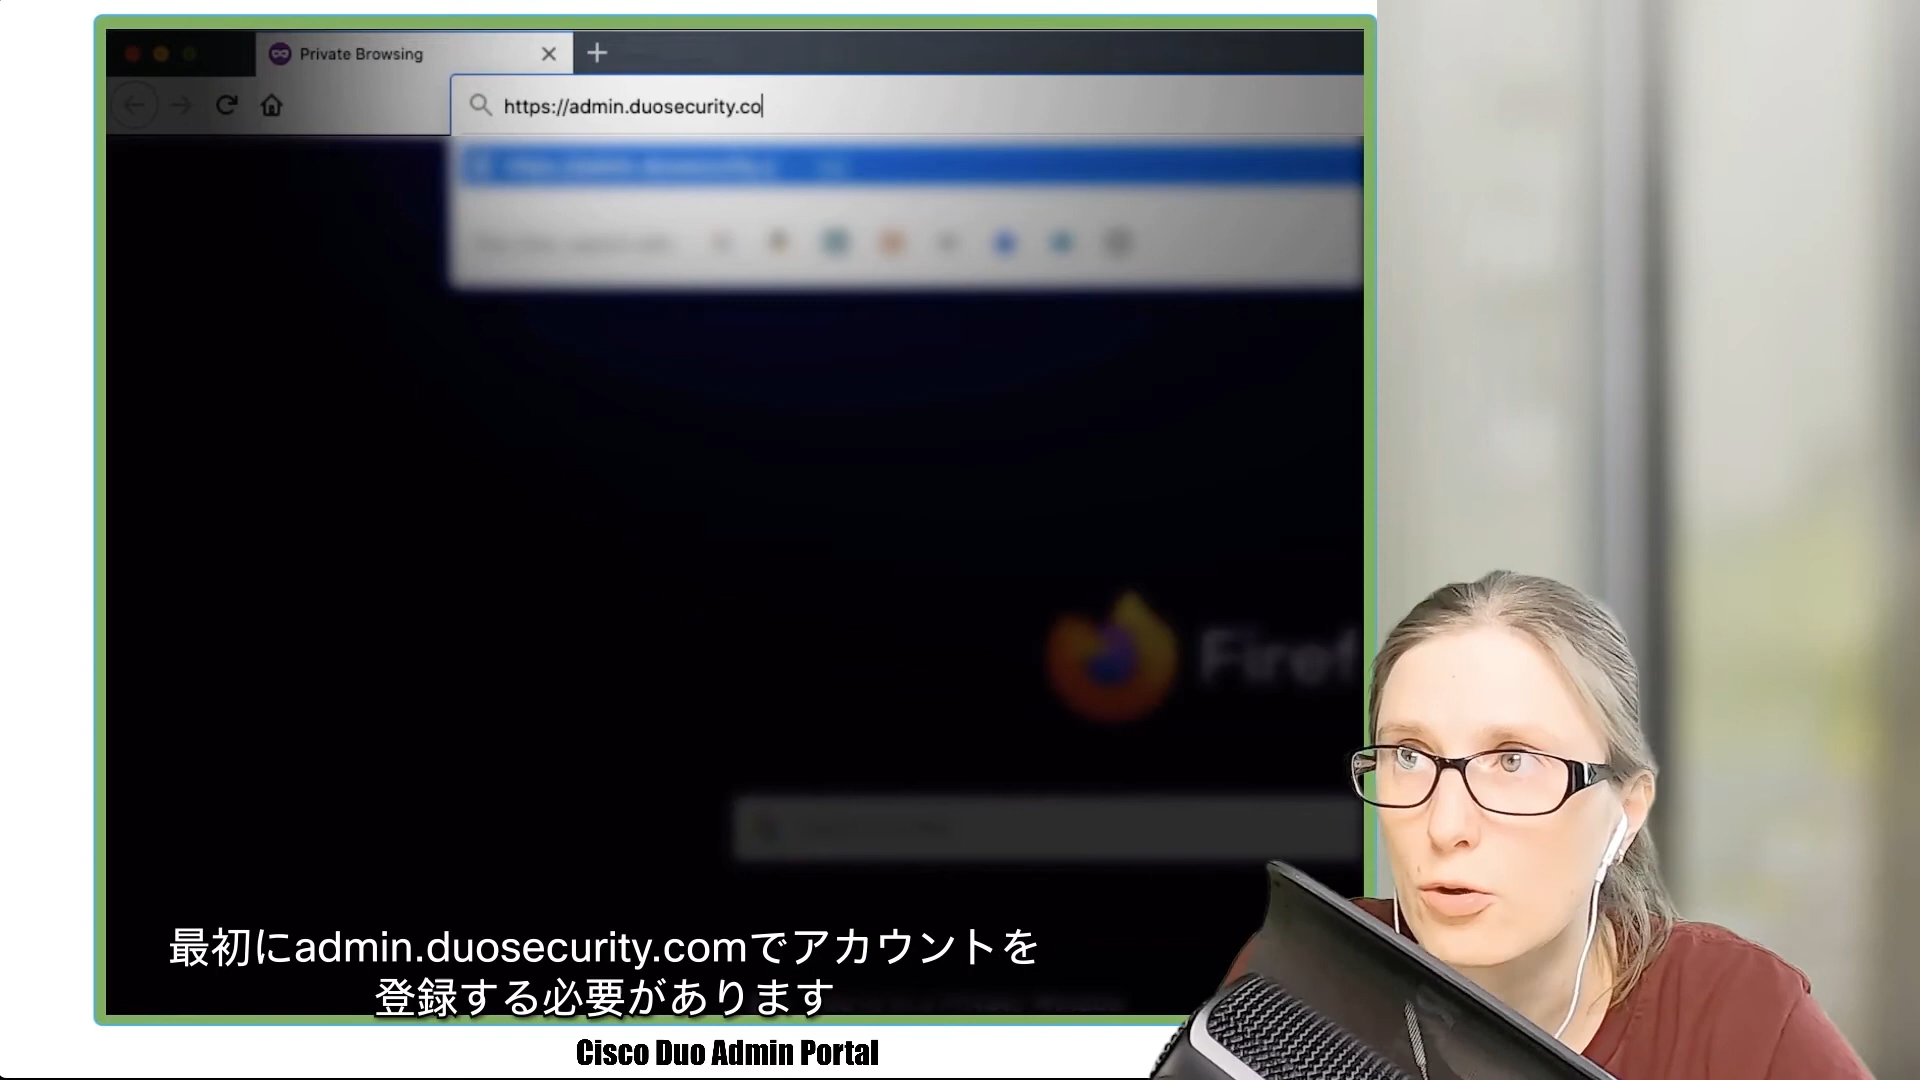 Private Browsing
https://admin.duosecurity.co
Firef
最初にadmin.duosecurity.comでアカウントを
登録する必要があります
Cisco Duo Admin Portal